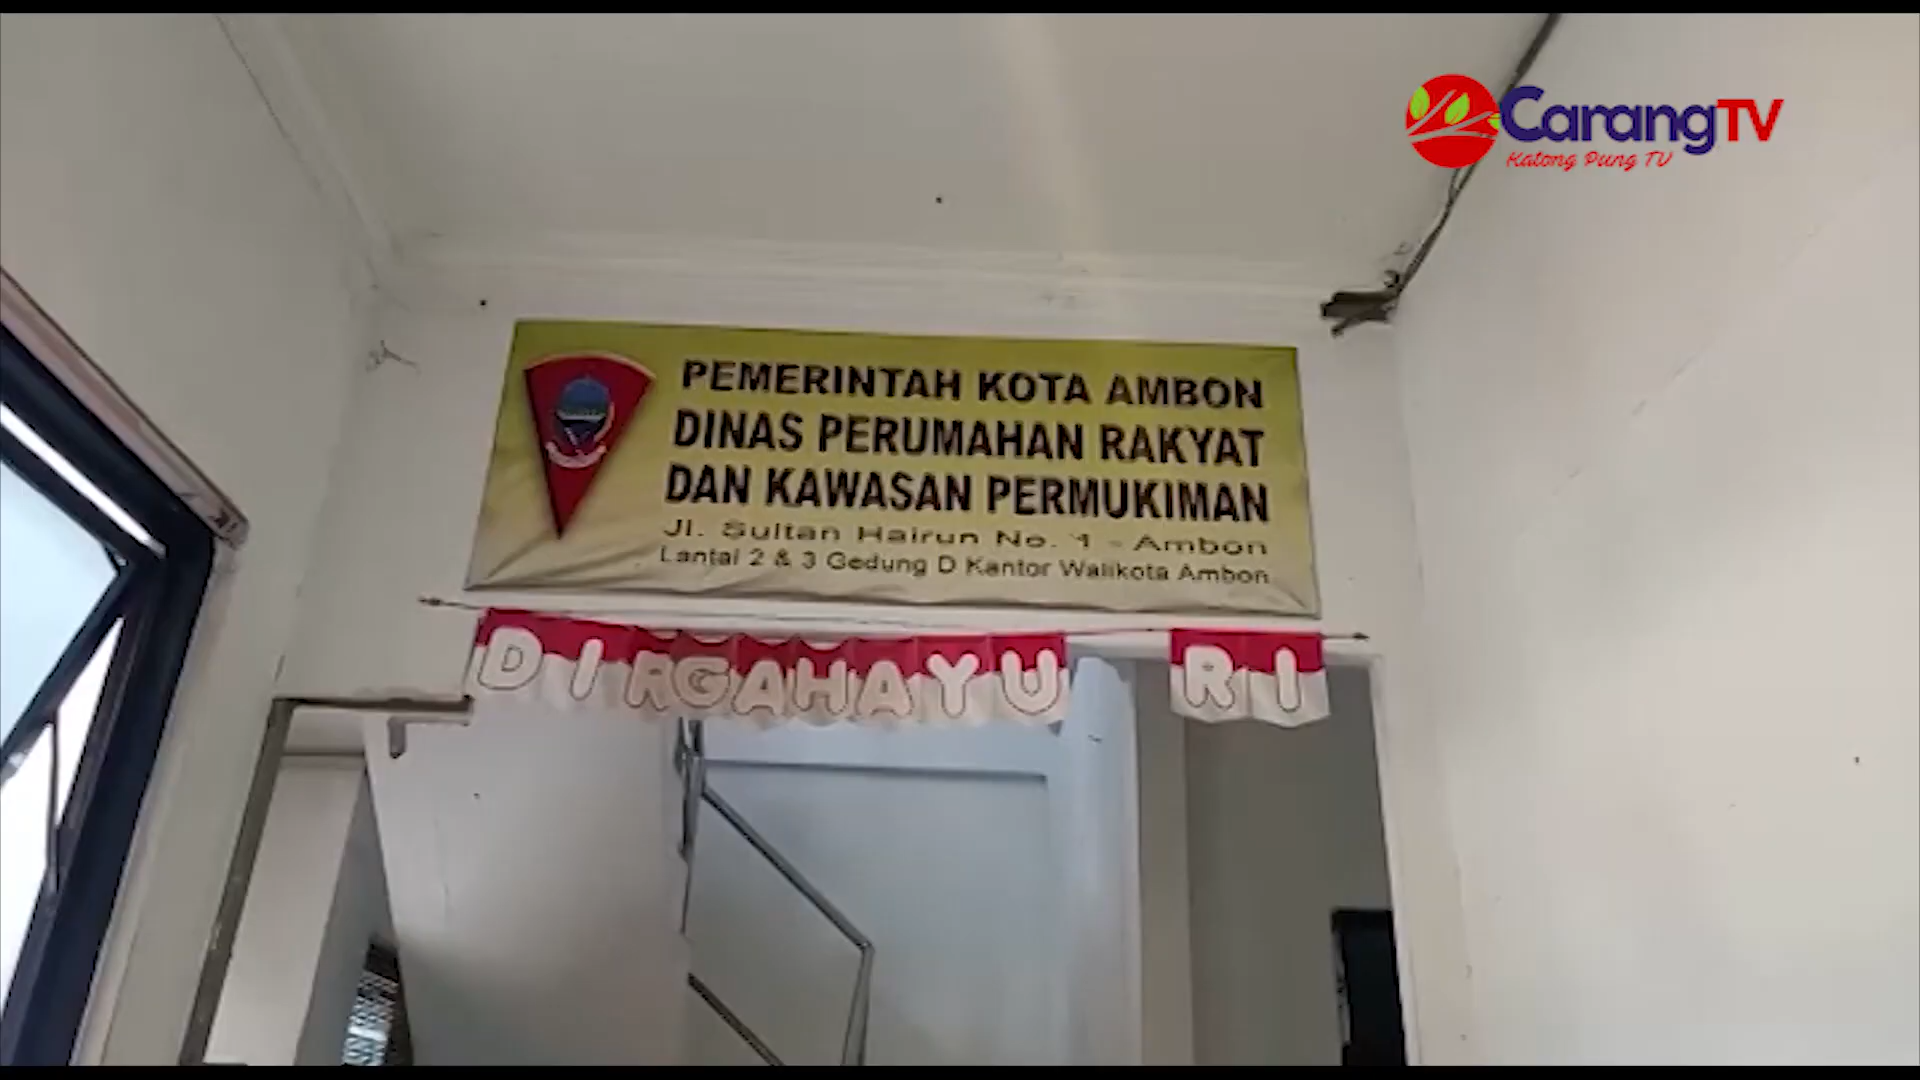 CarangTV
Katong Pung TV
PEMERINTAH KOTA AMBON
DINAS PERUMAHAN RAKYAT
DAN KAWASAN PERMUKIMAN
Jl. Sultan Hairun No. 1 - Ambon
Lantai 2 & 3 Gedung D Kantor Walikota Ambon
DIRGAHAYU RI